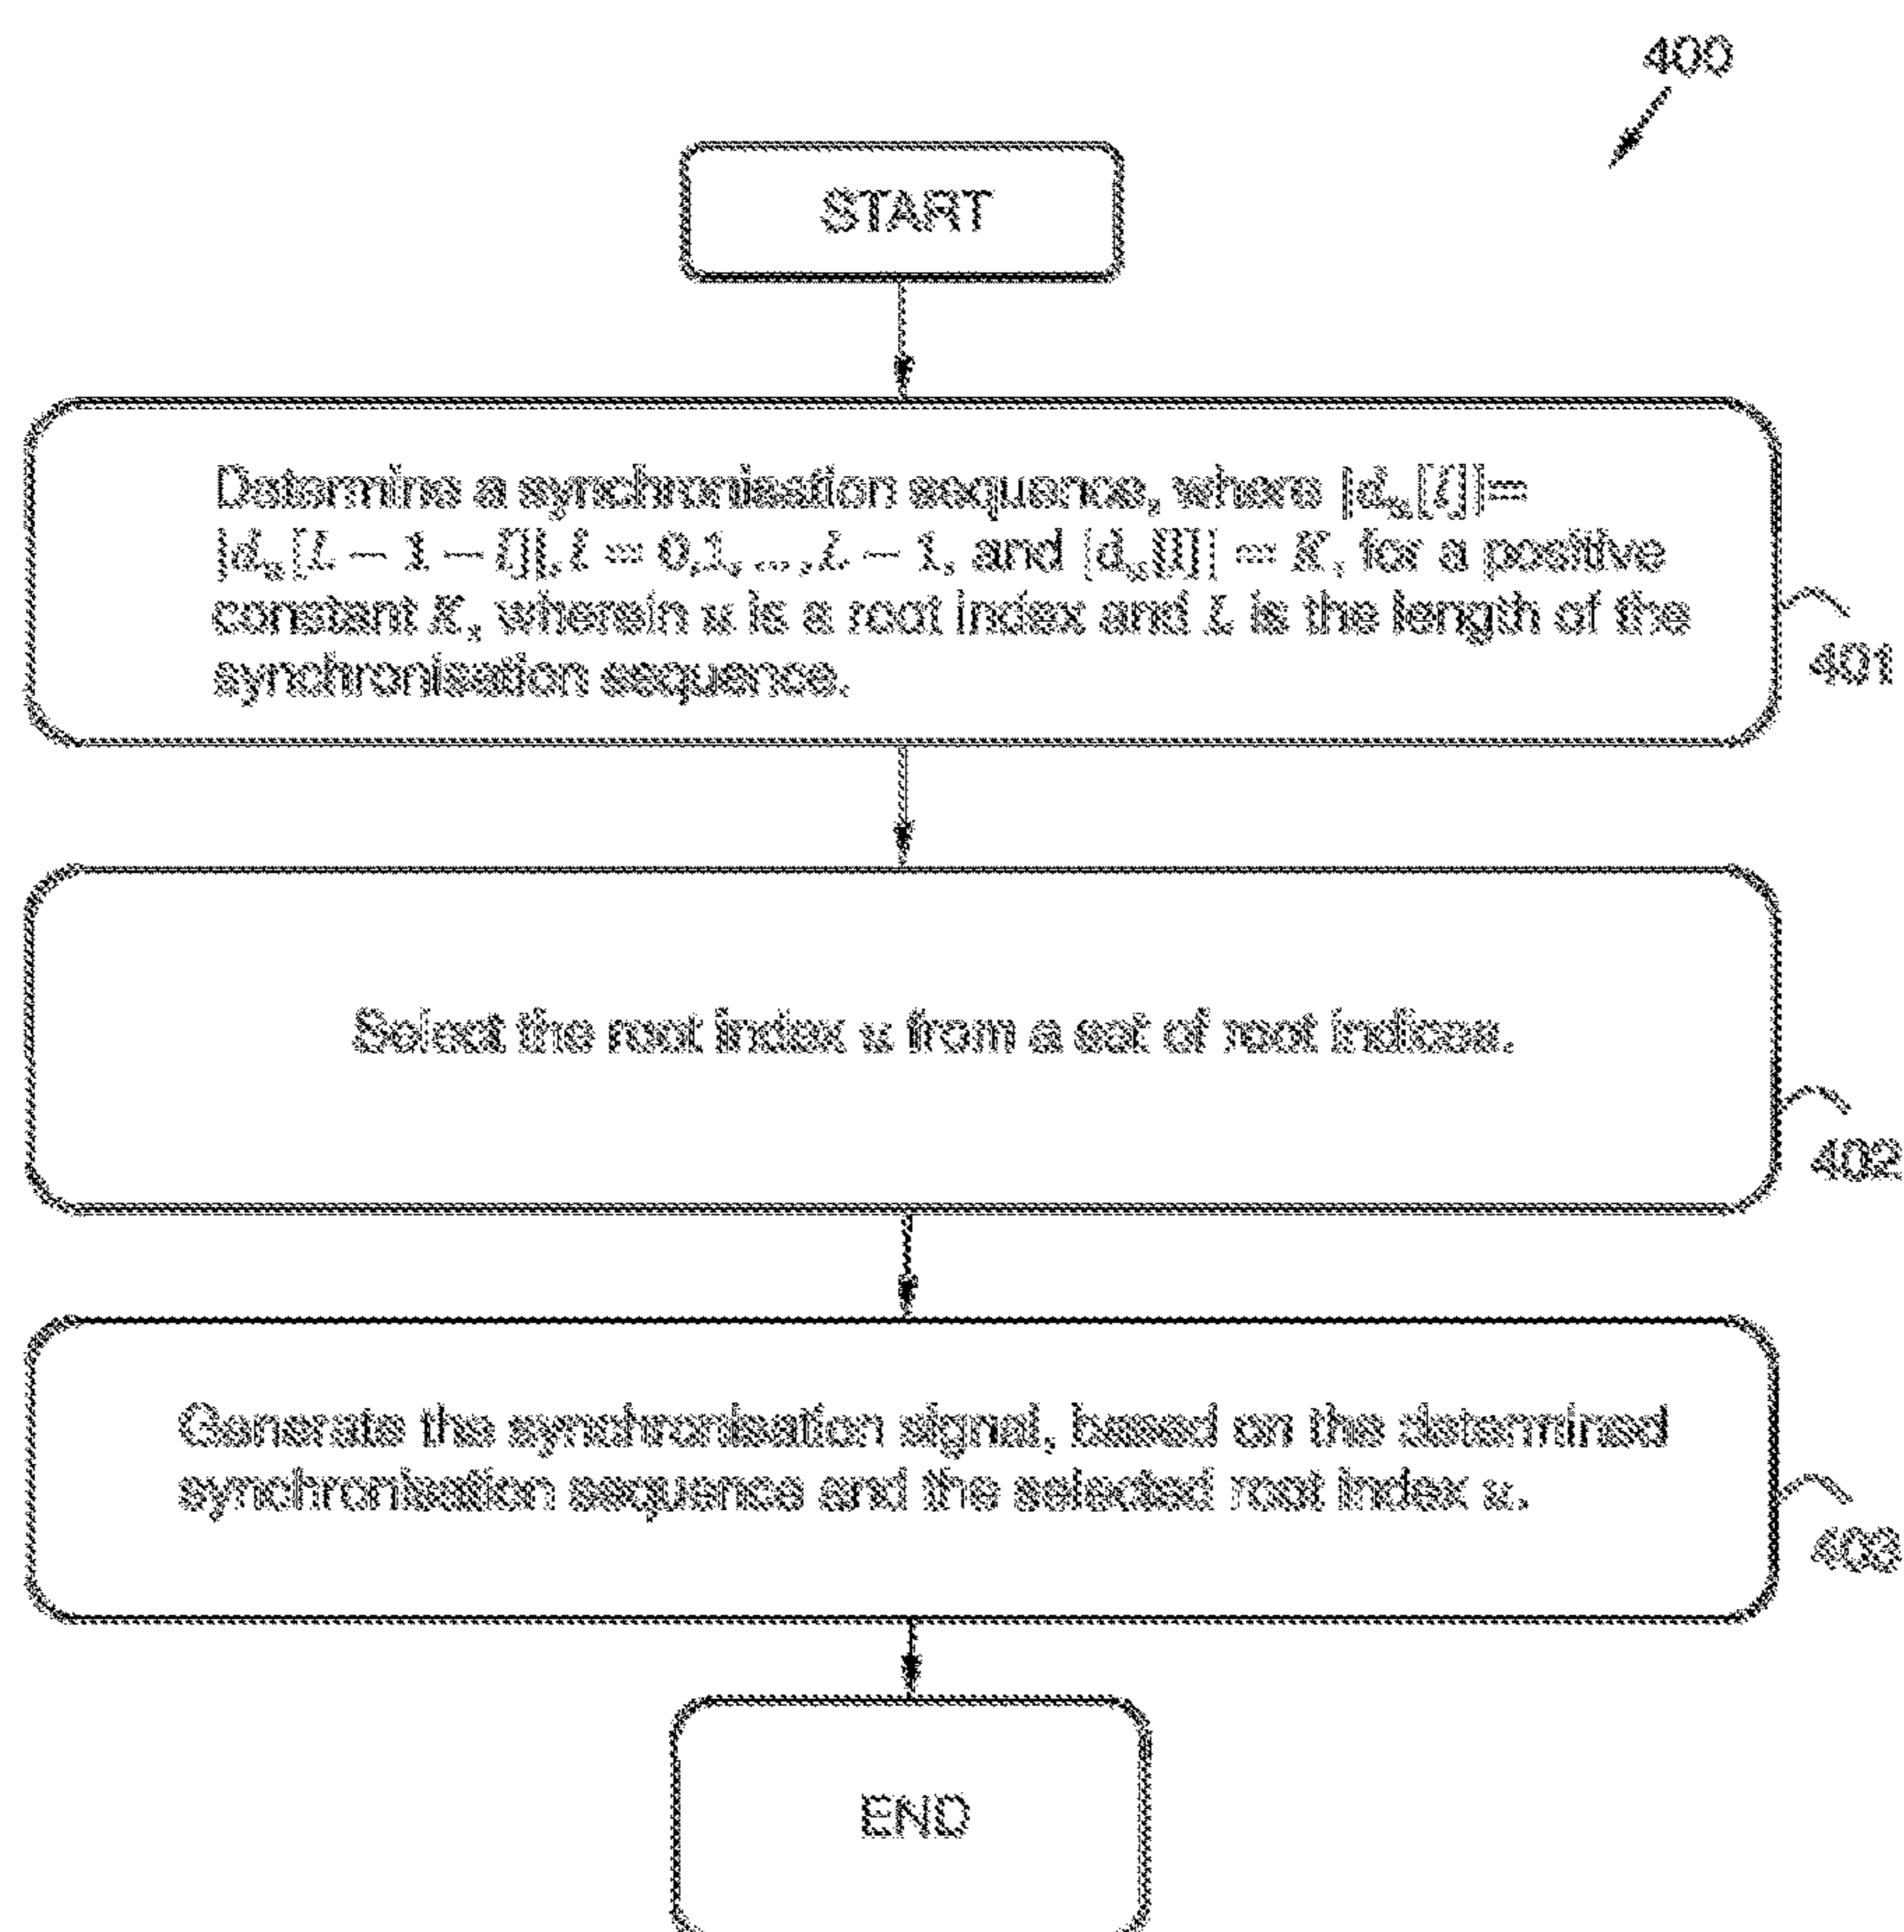 400
START
Determine a synchronisation sequence, where |dᵤ[l]|=
|dᵤ[L − 1 − l]|, l = 0,1,...,L − 1, and |dᵤ[l]| = K, for a positive
constant K, wherein u is a root index and L is the length of the
synchronisation sequence.
401
Select the root index u from a set of root indices.
402
Generate the synchronisation signal, based on the determined
synchronisation sequence and the selected root index u.
403
END